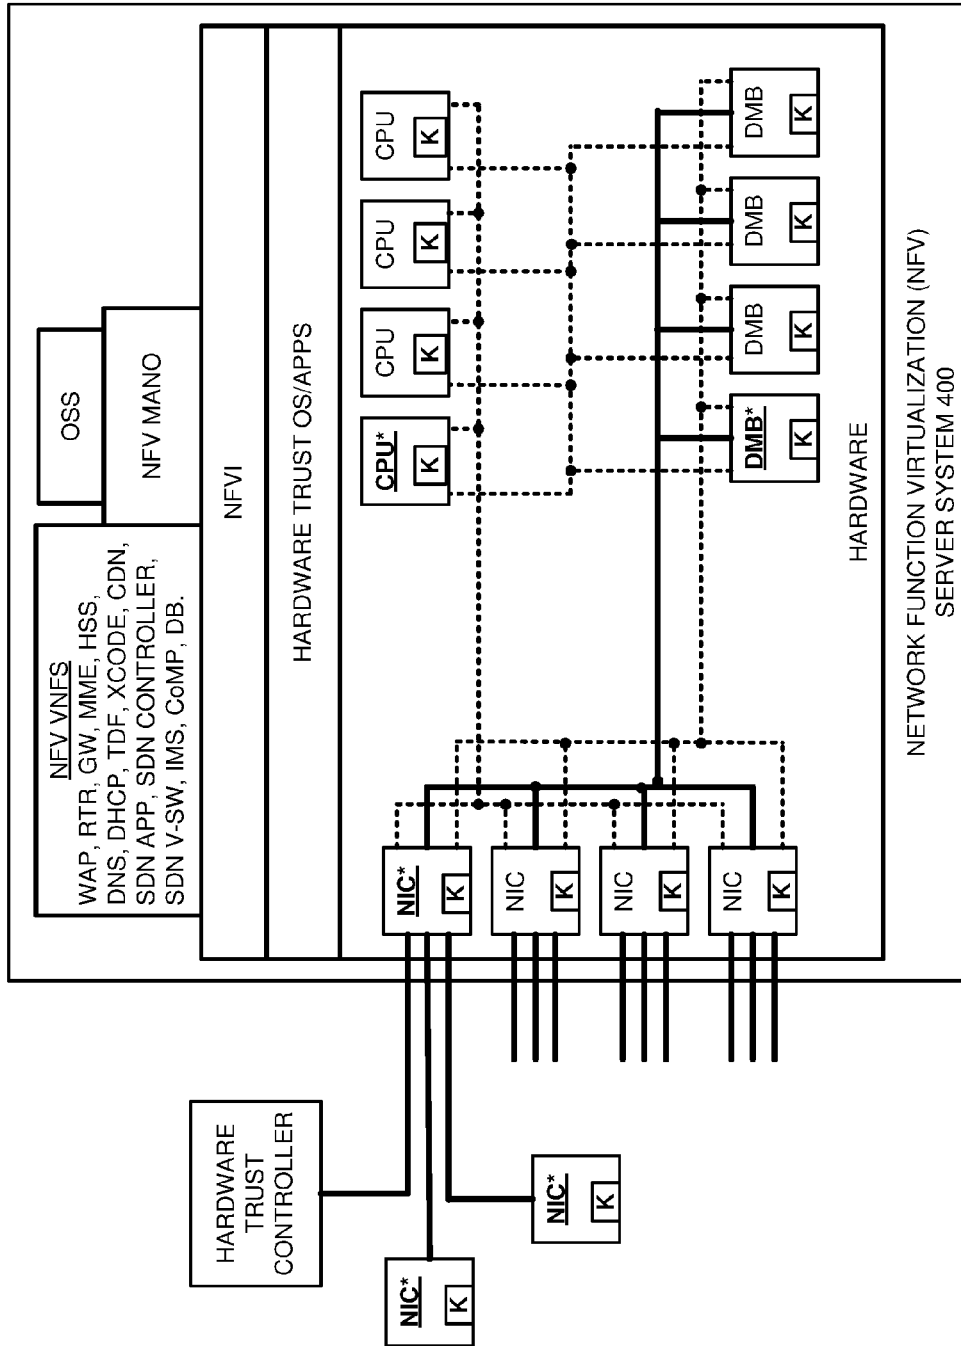 OSS
NFV MANO
NFV VNFS
WAP, RTR, GW, MME, HSS,
DNS, DHCP, TDF, XCODE, CDN,
SDN APP, SDN CONTROLLER,
SDN V-SW, IMS, CoMP, DB.
NFVI
HARDWARE TRUST OS/APPS
CPU*
K
CPU
K
CPU
K
CPU
K
NIC*
K
NIC
K
NIC
K
NIC
K
DMB*
K
DMB
K
DMB
K
DMB
K
HARDWARE
HARDWARE
TRUST
CONTROLLER
NIC*
K
NIC*
K
NETWORK FUNCTION VIRTUALIZATION (NFV)
SERVER SYSTEM 400